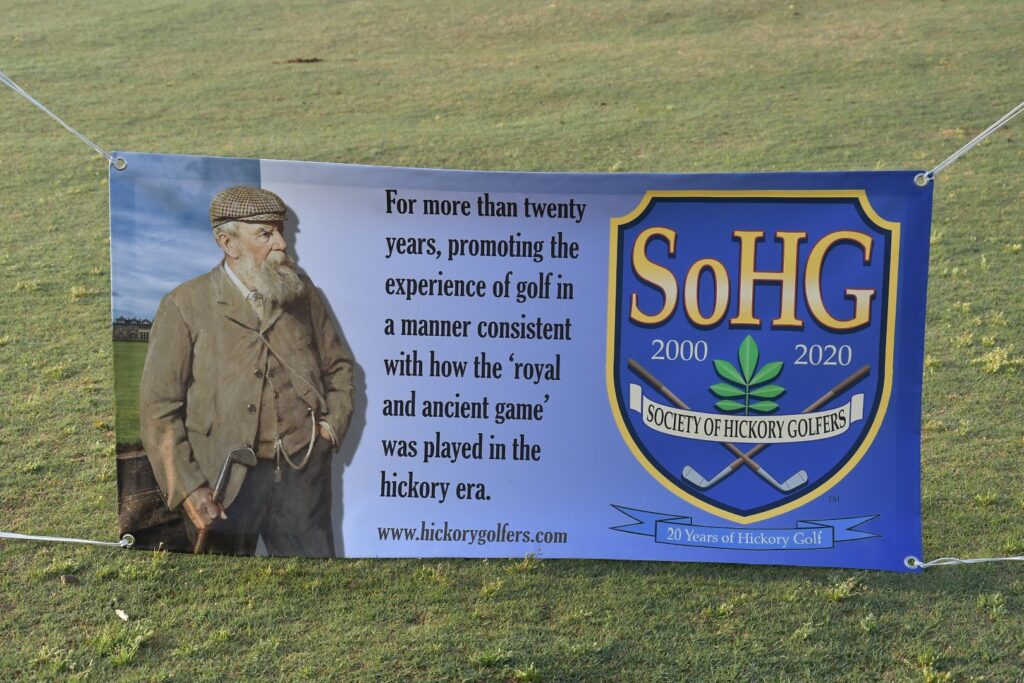 For more than twenty
years, promoting the
experience of golf in
a manner consistent
with how the ‘royal
and ancient game’
was played in the
hickory era.
www.hickorygolfers.com
SoHG
2000 2020
SOCIETY OF HICKORY GOLFERS
TM
20 Years of Hickory Golf